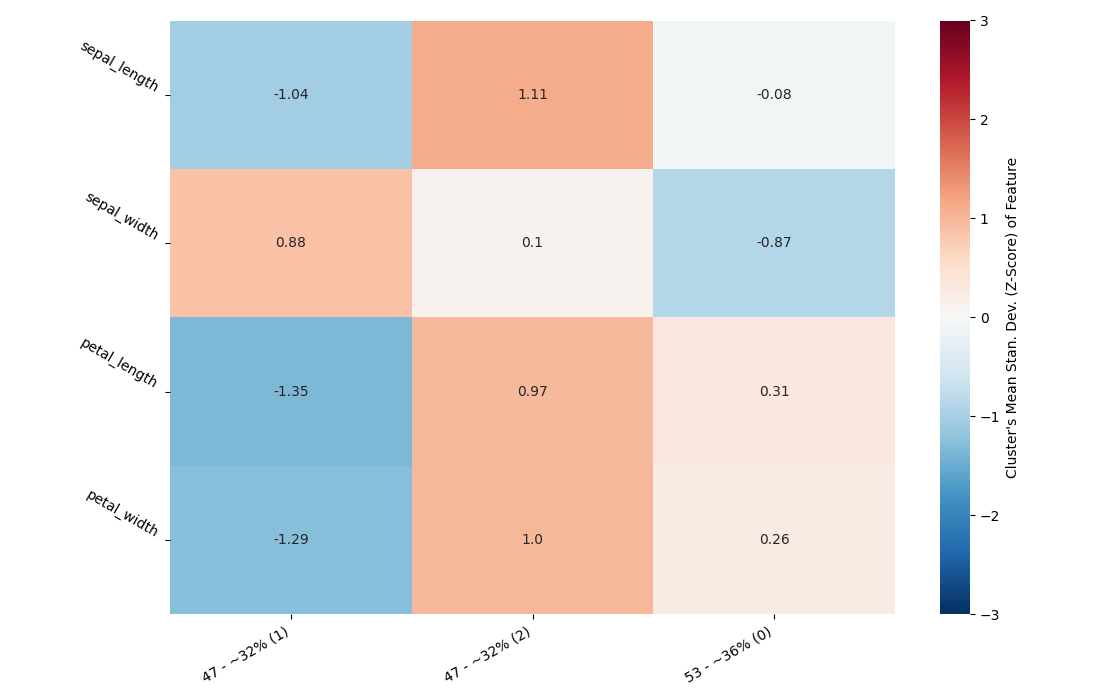 sepal_length
-1.04
1.11
-0.08
sepal_width
0.88
0.1
-0.87
petal_length
-1.35
0.97
0.31
petal_width
-1.29
1.0
0.26
47 - ~32% (1)
47 - ~32% (2)
53 - ~36% (0)
3
2
1
0
−1
−2
−3
Cluster's Mean Stan. Dev. (Z-Score) of Feature